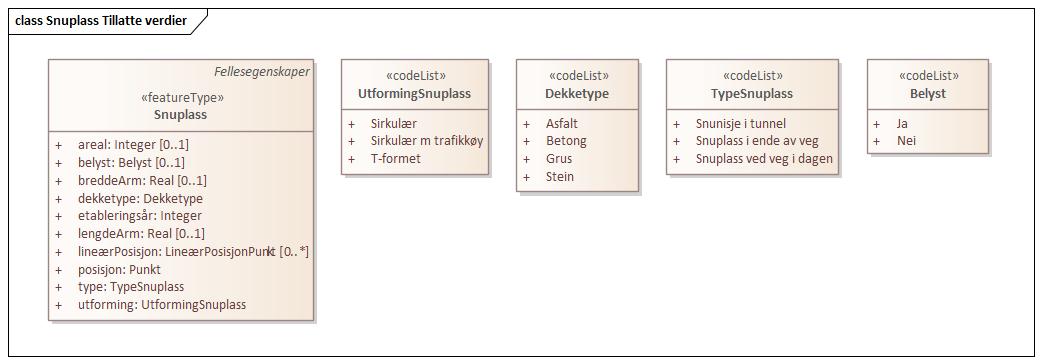 class Snuplass Tillatte verdier
Fellesegenskaper
«featureType»
Snuplass
+ areal: Integer [0..1]
+ belyst: Belyst [0..1]
+ breddeArm: Real [0..1]
+ dekketype: Dekketype
+ etableringsår: Integer
+ lengdeArm: Real [0..1]
+ lineærPosisjon: LineærPosisjonPunkt [0..*]
+ posisjon: Punkt
+ type: TypeSnuplass
+ utforming: UtformingSnuplass
«codeList»
UtformingSnuplass
+ Sirkulær
+ Sirkulær m trafikkøy
+ T-formet
«codeList»
Dekketype
+ Asfalt
+ Betong
+ Grus
+ Stein
«codeList»
TypeSnuplass
+ Snunisje i tunnel
+ Snuplass i ende av veg
+ Snuplass ved veg i dagen
«codeList»
Belyst
+ Ja
+ Nei